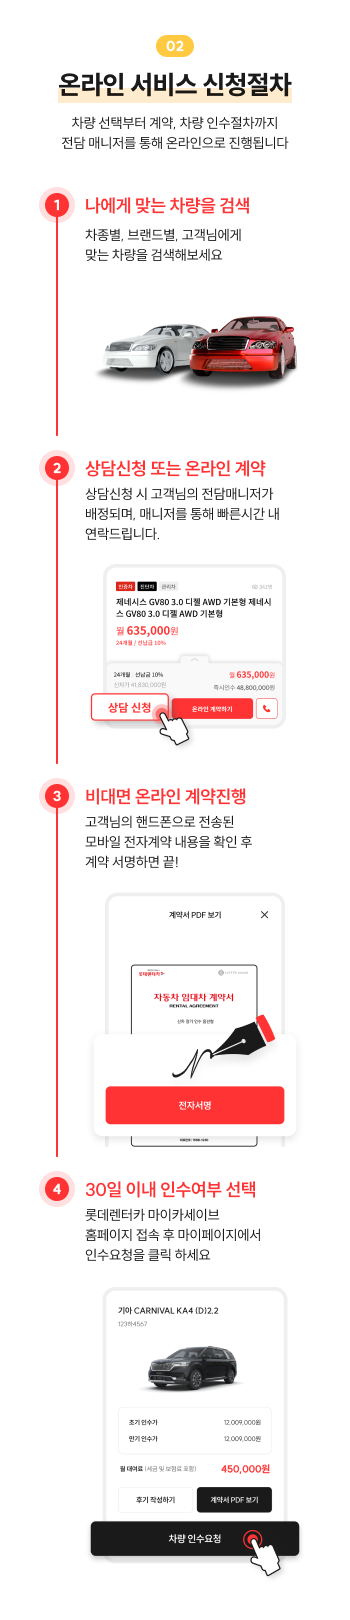 02
온라인 서비스 신청절차
차량 선택부터 계약, 차량 인수절차까지
전담 매니저를 통해 온라인으로 진행됩니다
1
나에게 맞는 차량을 검색
차종별, 브랜드별, 고객님에게
맞는 차량을 검색해보세요
2
상담신청 또는 온라인 계약
상담신청 시 고객님의 전담매니저가
배정되며, 매니저를 통해 빠른시간 내
연락드립니다.
제네시스 GV80 3.0 디젤 AWD 기본형 제네시
스 GV80 3.0 디젤 AWD 기본형
월 635,000원
24개월 / 선납금 10%
24개월 | 선납금 10%
월 635,000원
신차가 41,830,000원
즉시인수 48,800,000원
상담 신청
온라인 계약하기
3
비대면 온라인 계약진행
고객님의 핸드폰으로 전송된
모바일 전자계약 내용을 확인 후
계약 서명하면 끝!
계약서 PDF 보기
롯데렌터카
자동차 임대차 계약서
RENTAL AGREEMENT
전자서명
4
30일 이내 인수여부 선택
롯데렌터카 마이카세이브
홈페이지 접속 후 마이페이지에서
인수요청을 클릭 하세요
기아 CARNIVAL KA4 (D)2.2
123하4567
초기 인수가
12,009,000원
만기 인수가
12,009,000원
월 대여료 (세금 및 보험료 포함)
450,000원
후기 작성하기
계약서 PDF 보기
차량 인수요청